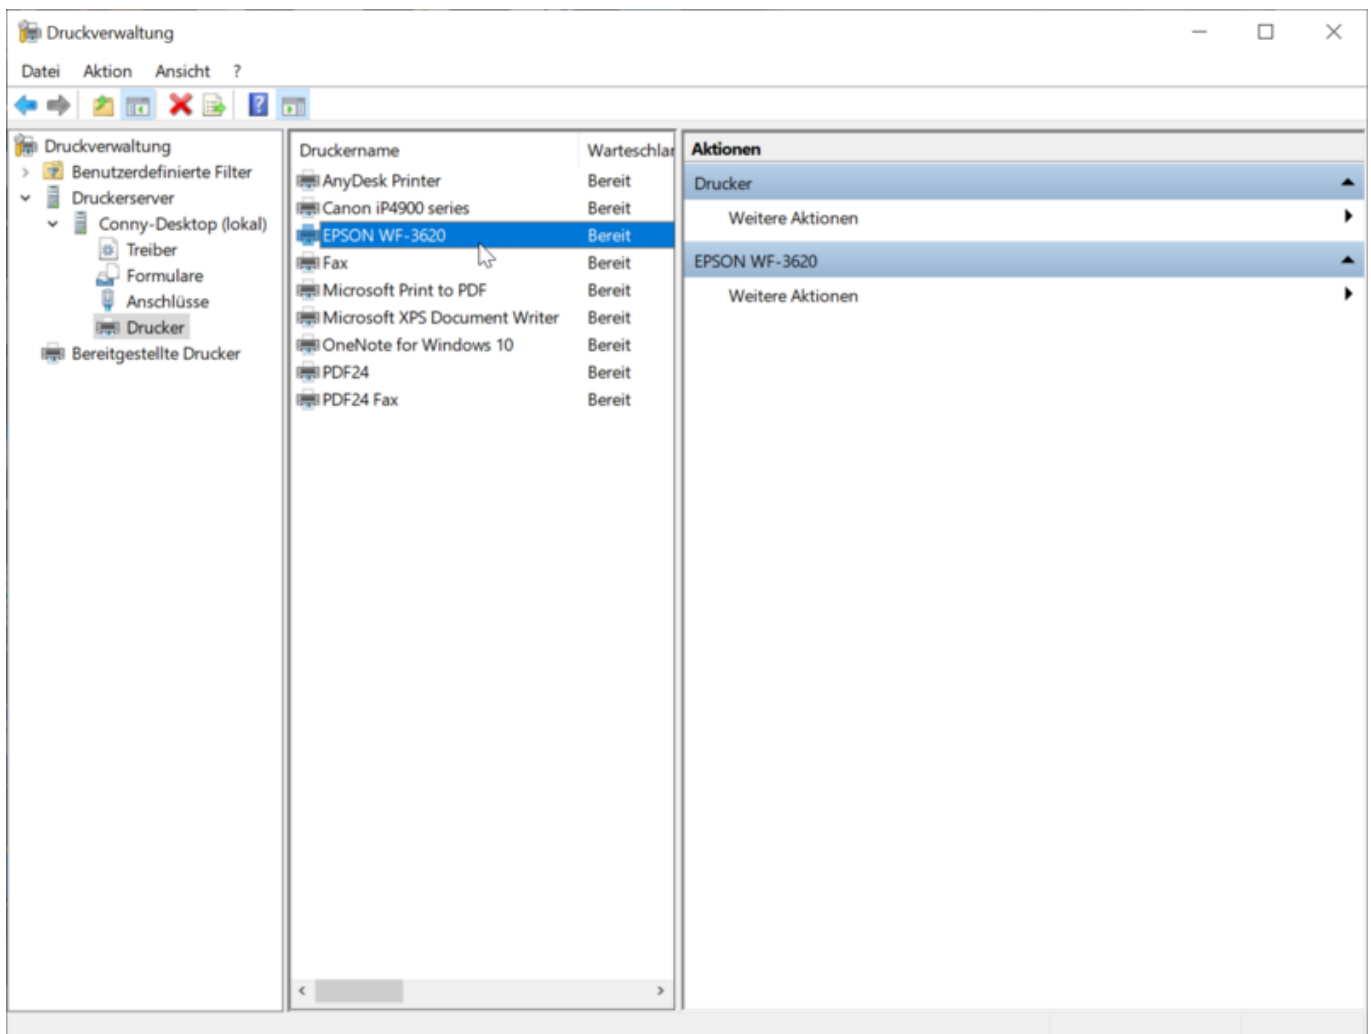 Druckverwaltung
Datei Aktion Ansicht ?
Druckverwaltung
Benutzerdefinierte Filter
Druckerserver
Conny-Desktop (lokal)
Treiber
Formulare
Anschlüsse
Drucker
Bereitgestellte Drucker
Druckername Warteschlan
AnyDesk Printer Bereit
Canon iP4900 series Bereit
EPSON WF-3620 Bereit
Fax Bereit
Microsoft Print to PDF Bereit
Microsoft XPS Document Writer Bereit
OneNote for Windows 10 Bereit
PDF24 Bereit
PDF24 Fax Bereit
Aktionen
Drucker
Weitere Aktionen
EPSON WF-3620
Weitere Aktionen